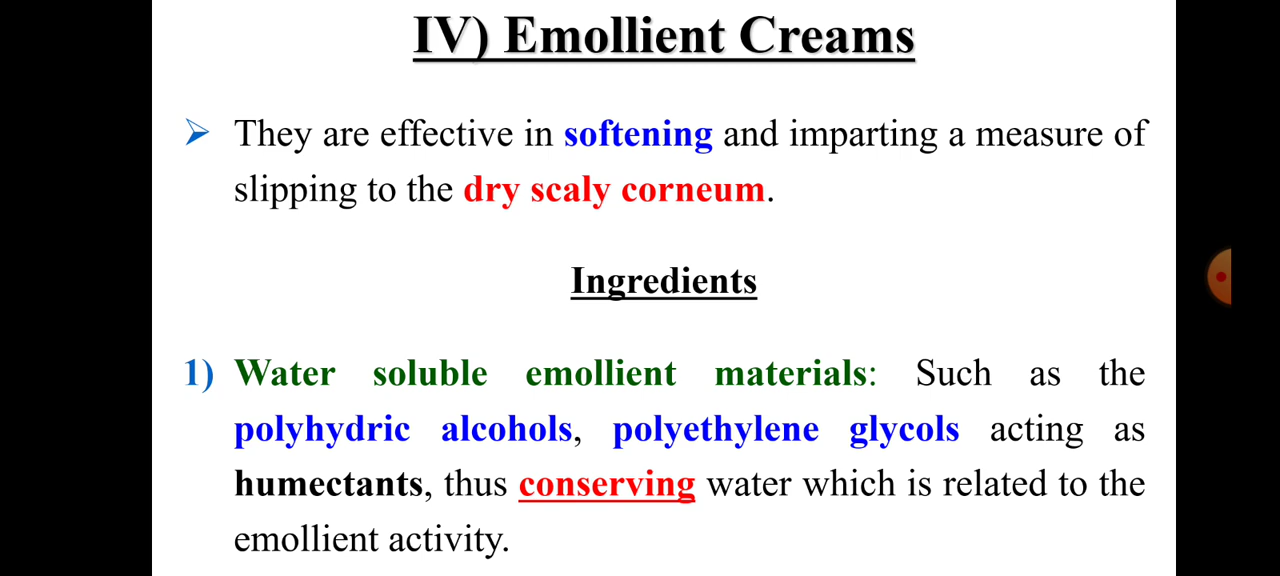 IV) Emollient Creams
➢ They are effective in softening and imparting a measure of
slipping to the dry scaly corneum.
Ingredients
1) Water soluble emollient materials: Such as the
polyhydric alcohols, polyethylene glycols acting as
humectants, thus conserving water which is related to the
emollient activity.